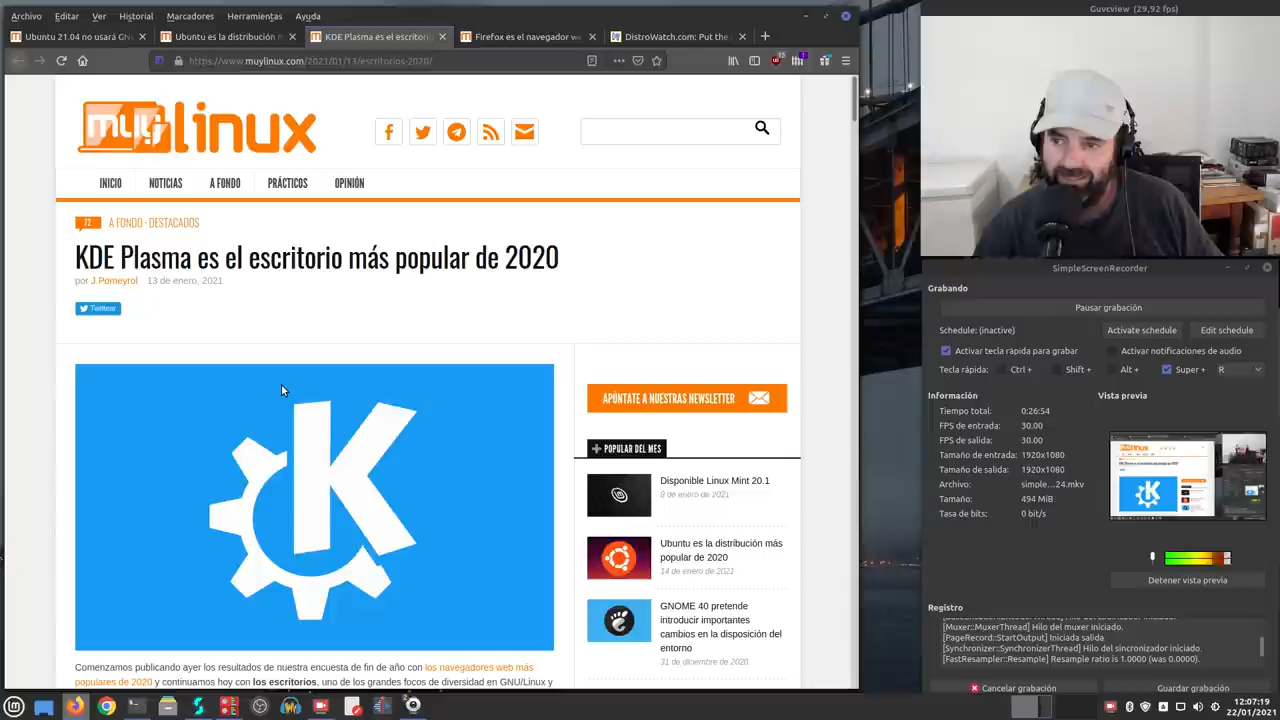 Archivo Editar Ver Historial Marcadores Herramientas Ayuda
Ubuntu 21.04 no usará GN
Ubuntu es la distribución m
KDE Plasma es el escritorio
Firefox es el navegador we
DistroWatch.com: Put the
https://www.muylinux.com/2021/01/13/escritorios-2020/
muy linux
INICIO NOTICIAS A FONDO PRÁCTICOS OPINIÓN
72 A FONDO · DESTACADOS
KDE Plasma es el escritorio más popular de 2020
por J.Pomeyrol 13 de enero, 2021
Twittear
K
Comenzamos publicando ayer los resultados de nuestra encuesta de fin de año con los navegadores web más
populares de 2020 y continuamos hoy con los escritorios, uno de los grandes focos de diversidad en GNU/Linux y
APÚNTATE A NUESTRAS NEWSLETTER
POPULAR DEL MES
Disponible Linux Mint 20.1
9 de enero de 2021
Ubuntu es la distribución más
popular de 2020
14 de enero de 2021
GNOME 40 pretende
introducir importantes
cambios en la disposición del
entorno
31 de diciembre de 2020
Guvcview (29,92 fps)
SimpleScreenRecorder
Grabando
Pausar grabación
Schedule: (inactive) Activate schedule Edit schedule
Activar tecla rápida para grabar Activar notificaciones de audio
Tecla rápida: Ctrl + Shift + Alt + Super + R
Información
Tiempo total: 0:26:54
FPS de entrada: 30.00
FPS de salida: 30.00
Tamaño de entrada: 1920x1080
Tamaño de salida: 1920x1080
Archivo: simple...24.mkv
Tamaño: 494 MiB
Tasa de bits: 0 bit/s
Vista previa
Detener vista previa
Registro
[Muxer::MuxerThread] Hilo del muxer iniciado.
[PageRecord::StartOutput] Iniciada salida
[Synchronizer::SynchronizerThread] Hilo del sincronizador iniciado.
[FastResampler::Resample] Resample ratio is 1.0000 (was 0.0000).
Cancelar grabación Guardar grabación
12:07:19
22/01/2021